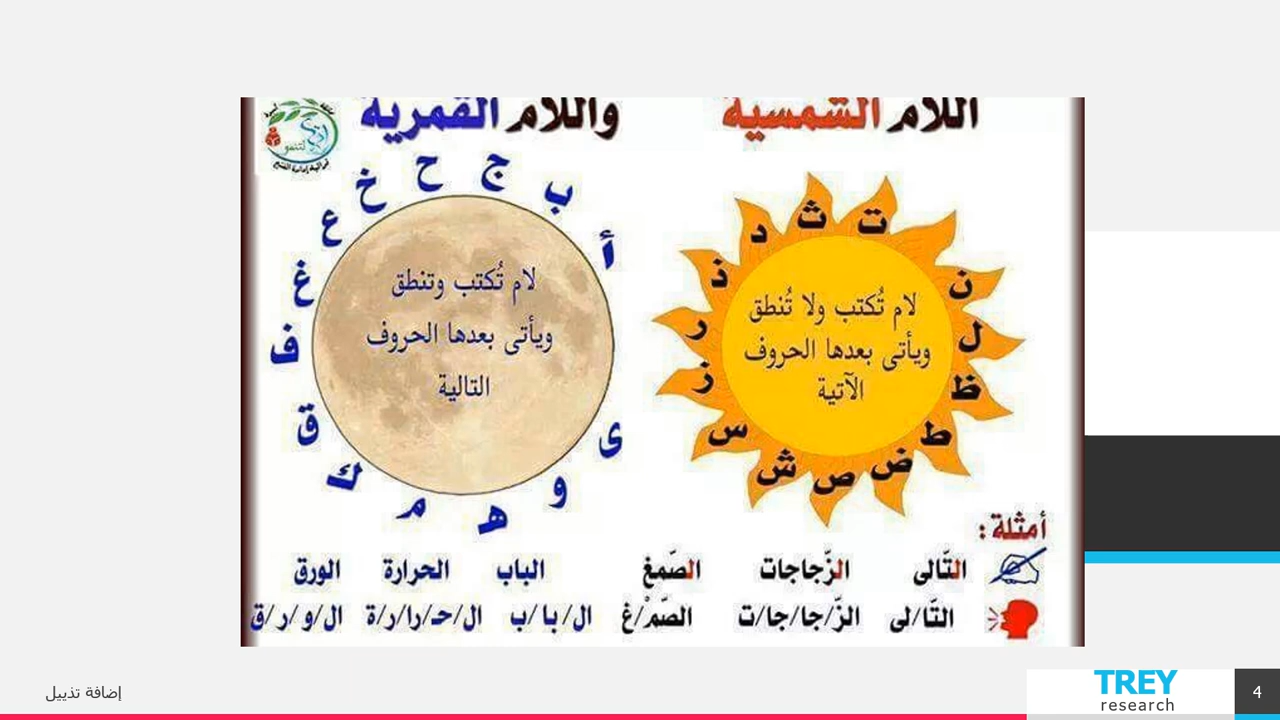 اللام الشمسية
واللام القمرية
ت
ث
د
ذ
ر
ز
س
ش
ص
ض
ط
ظ
ل
ن
لام تُكتب ولا تُنطق
ويأتى بعدها الحروف
الآتية
أ
ب
ج
ح
خ
ع
غ
ف
ق
ك
م
هـ
و
ى
لام تُكتب وتنطق
ويأتى بعدها الحروف
التالية
أمثلة :
التّالى الزّجاجات الصّمغ الباب الحرارة الورق
التّا/لى الزّ/جا/جا/ت الصّمْ/غ ال/با/ب ال/حـ/را/ر/ة ال/و/ر/ق
إضافة تذييل
TREY
research
4